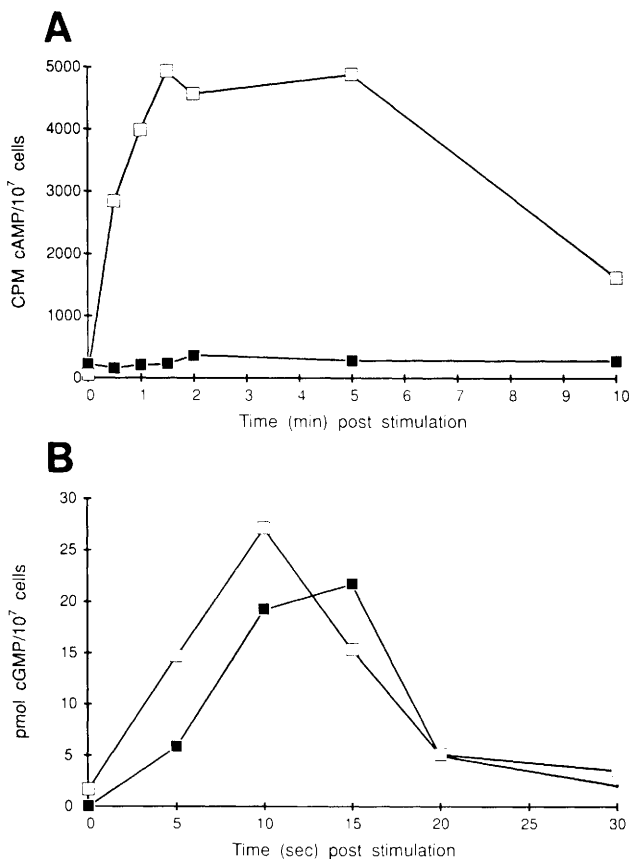 A
5000
4000
3000
2000
1000
0
CPM cAMP/10⁷ cells
0 1 2 3 4 5 6 7 8 9 10
Time (min) post stimulation
B
30
25
20
15
10
5
0
pmol cGMP/10⁷ cells
0 5 10 15 20 25 30
Time (sec) post stimulation